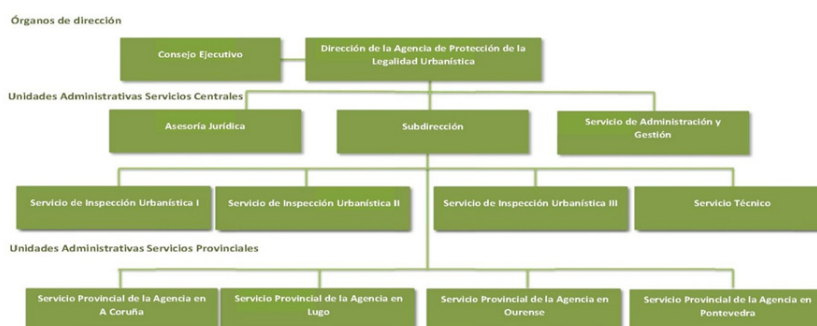 Órganos de dirección
Consejo Ejecutivo
Dirección de la Agencia de Protección de la
Legalidad Urbanística
Unidades Administrativas Servicios Centrales
Asesoría Jurídica
Subdirección
Servicio de Administración y
Gestión
Servicio de Inspección Urbanística I
Servicio de Inspección Urbanística II
Servicio de Inspección Urbanística III
Servicio Técnico
Unidades Administrativas Servicios Provinciales
Servicio Provincial de la Agencia en
A Coruña
Servicio Provincial de la Agencia en
Lugo
Servicio Provincial de la Agencia en
Ourense
Servicio Provincial de la Agencia en
Pontevedra